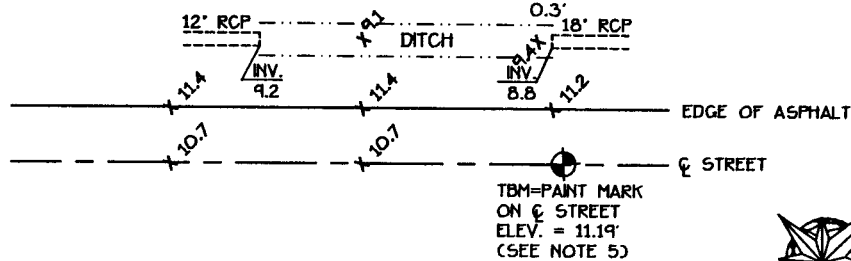 0.3'
12" RCP
9.1
18" RCP
DITCH
9.4
INV.
9.2
INV.
8.8
11.4
11.4
11.2
EDGE OF ASPHALT
10.7
10.7
℄ STREET
TBM=PAINT MARK
ON ℄ STREET
ELEV. = 11.19'
(SEE NOTE 5)